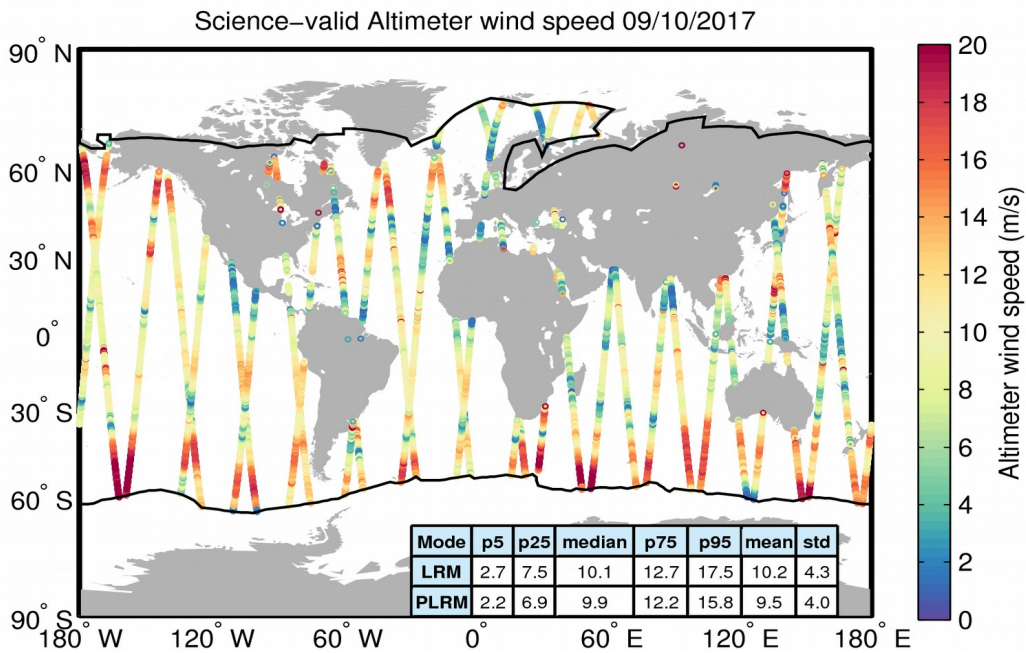 Science-valid Altimeter wind speed 09/10/2017
90° N
60° N
30° N
0°
30° S
60° S
90° S
180° W
120° W
60° W
0°
60° E
120° E
180° E
Mode p5 p25 median p75 p95 mean std
LRM 2.7 7.5 10.1 12.7 17.5 10.2 4.3
PLRM 2.2 6.9 9.9 12.2 15.8 9.5 4.0
20
18
16
14
12
10
8
6
4
2
0
Altimeter wind speed (m/s)